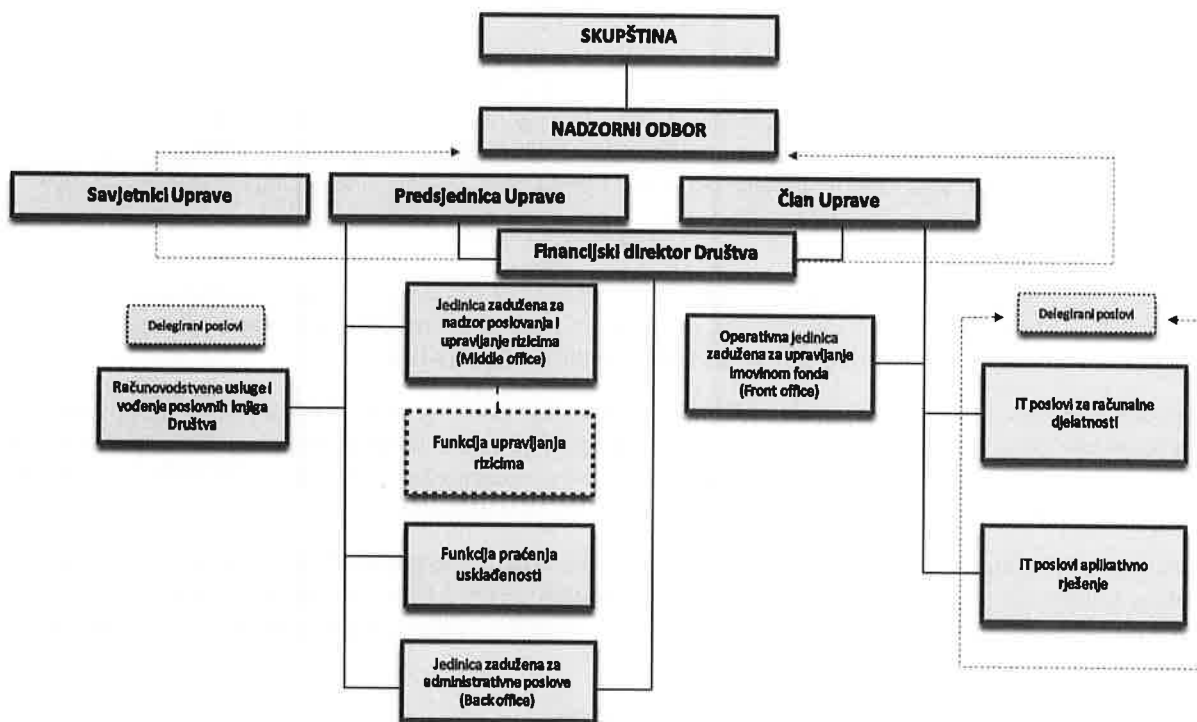 SKUPŠTINA
NADZORNI ODBOR
Savjetnici Uprave
Predsjednica Uprave
Član Uprave
Financijski direktor Društva
Delegirani poslovi
Računovodstvene usluge i
vođenje poslovnih knjiga
Društva
Jedinica zadužena za
nadzor poslovanja i
upravljanje rizicima
(Middle office)
Funkcija upravljanja
rizicima
Funkcija praćenja
usklađenosti
Jedinica zadužena za
administrativne poslove
(Back office)
Operativna jedinica
zadužena za upravljanje
imovinom fonda
(Front office)
Delegirani poslovi
IT poslovi za računalne
djelatnosti
IT poslovi aplikativno
rješenje